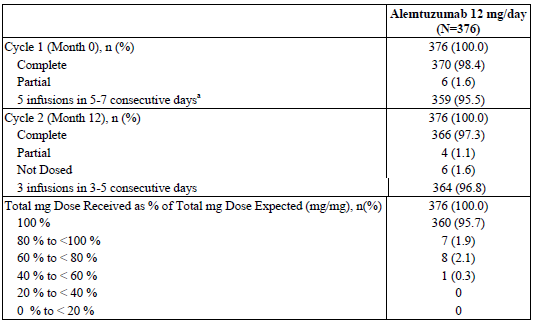 Alemtuzumab 12 mg/day
(N=376)
Cycle 1 (Month 0), n (%) 376 (100.0)
Complete 370 (98.4)
Partial 6 (1.6)
5 infusions in 5-7 consecutive daysª 359 (95.5)
Cycle 2 (Month 12), n (%) 376 (100.0)
Complete 366 (97.3)
Partial 4 (1.1)
Not Dosed 6 (1.6)
3 infusions in 3-5 consecutive days 364 (96.8)
Total mg Dose Received as % of Total mg Dose Expected (mg/mg), n(%) 376 (100.0)
100 % 360 (95.7)
80 % to <100 % 7 (1.9)
60 % to < 80 % 8 (2.1)
40 % to < 60 % 1 (0.3)
20 % to < 40 % 0
0 % to < 20 % 0